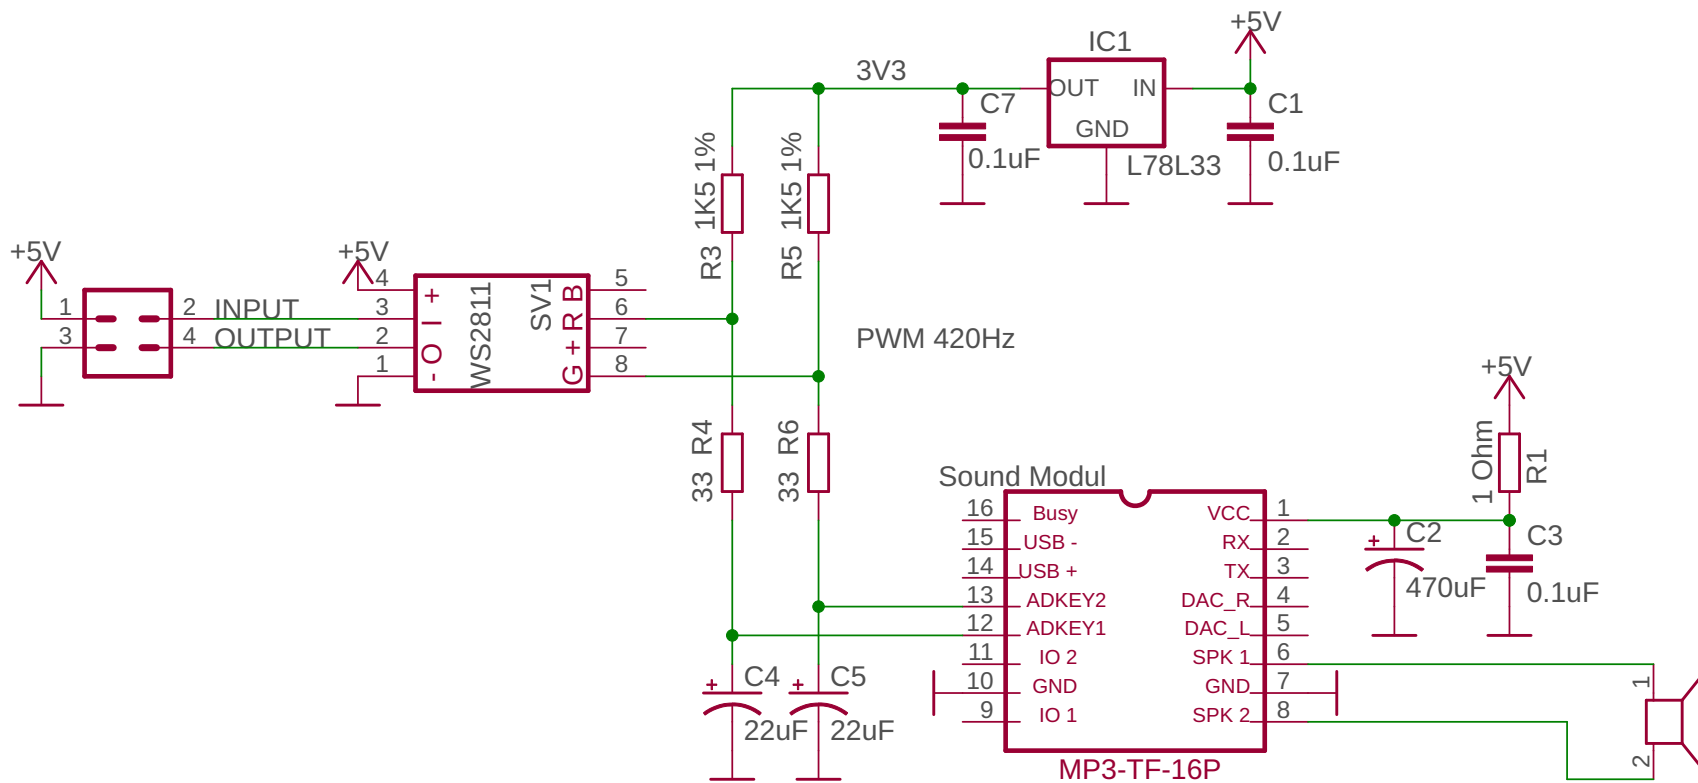 +5V
IC1
3V3
OUT
IN
GND
C7
0.1uF
L78L33
C1
0.1uF
1K5 1%
R3
1K5 1%
R5
+5V
1
3
2
4
INPUT
OUTPUT
+5V
4
3
2
1
+
I
O
-
WS2811
SV1
B
R
+
G
5
6
7
8
PWM 420Hz
R4
33
R6
33
+5V
1 Ohm
R1
Sound Modul
16 Busy VCC 1
15 USB - RX 2
14 USB + TX 3
13 ADKEY2 DAC_R 4
12 ADKEY1 DAC_L 5
11 IO 2 SPK 1 6
10 GND GND 7
9 IO 1 SPK 2 8
MP3-TF-16P
+
C2
470uF
C3
0.1uF
+
C4
22uF
+
C5
22uF
1
2